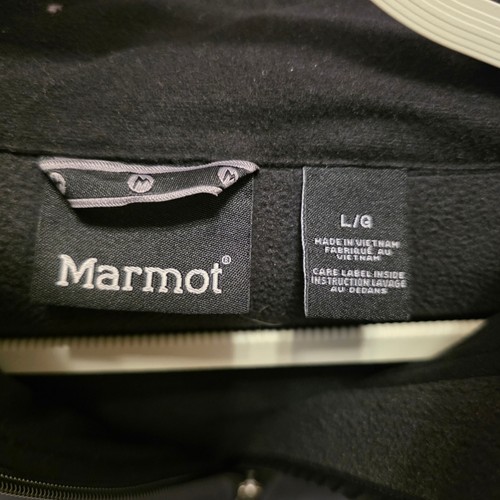 Marmot®
L/G
MADE IN VIETNAM
FABRIQUÉ AU
VIETNAM
CARE LABEL INSIDE
INSTRUCTION LAVAGE
AU DEDANS